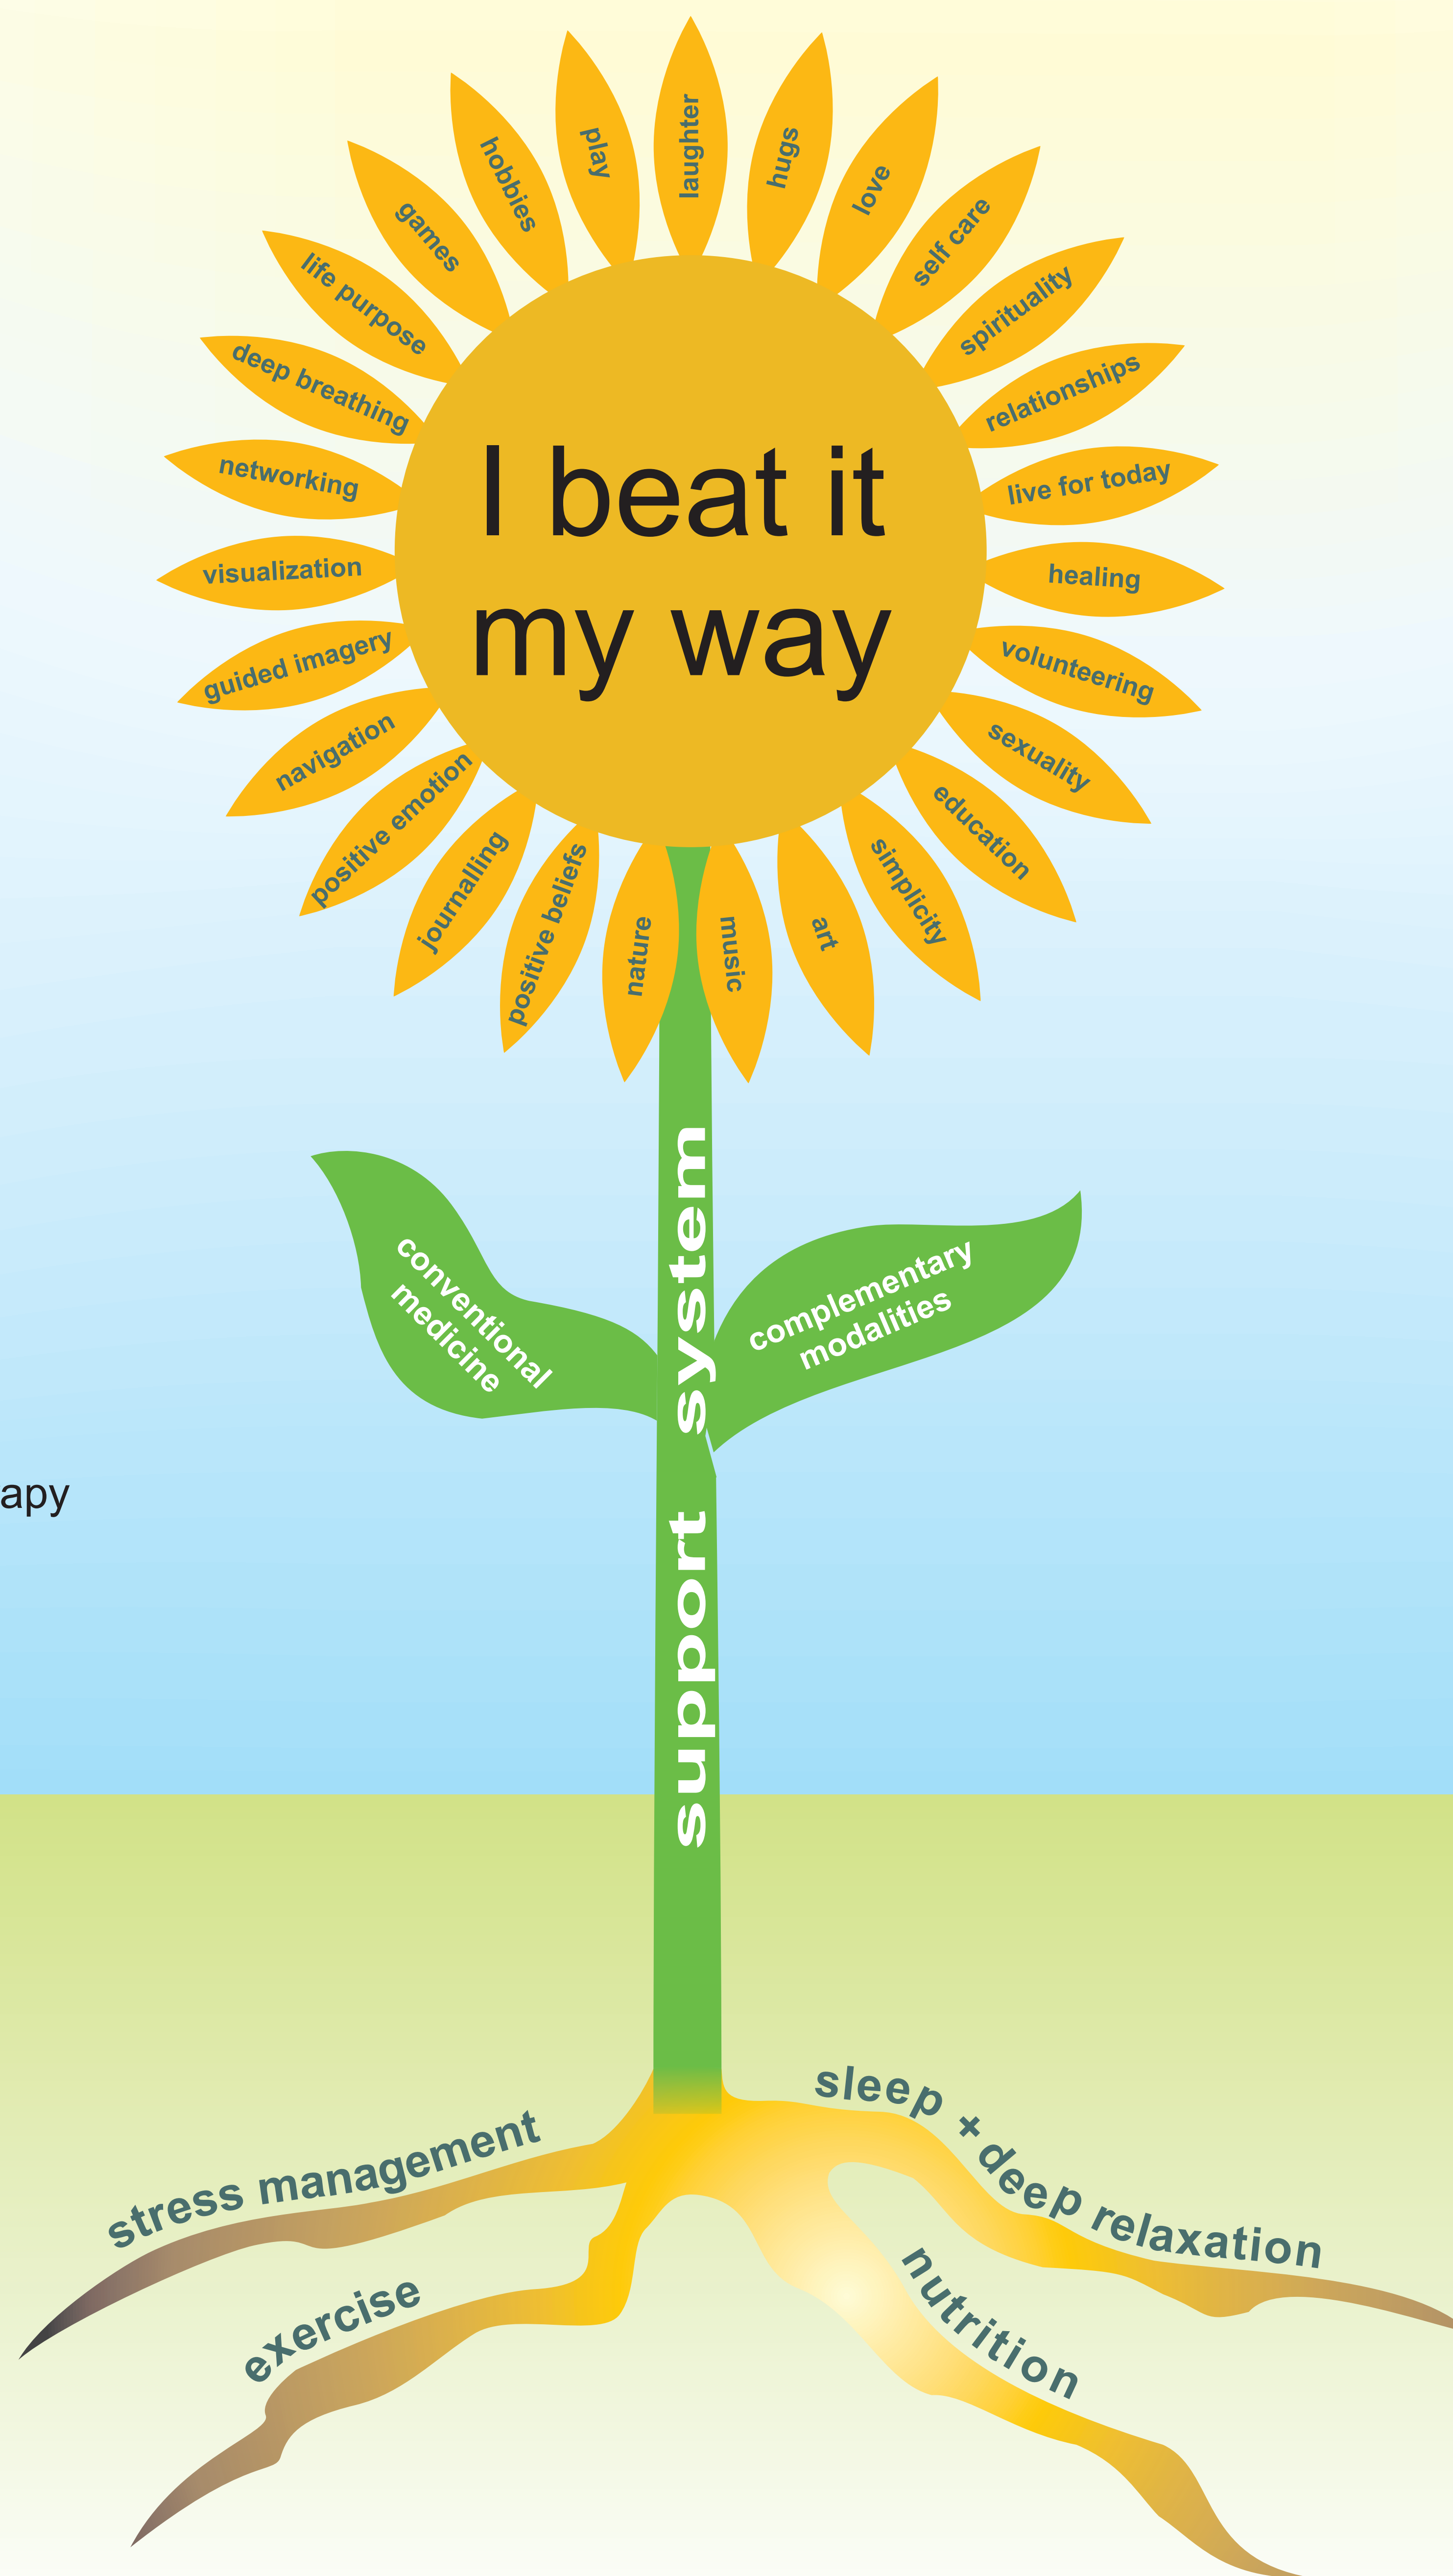 laughter
hugs
love
self care
spirituality
relationships
live for today
healing
volunteering
sexuality
education
simplicity
art
music
nature
positive beliefs
journalling
positive emotion
navigation
guided imagery
visualization
networking
deep breathing
life purpose
games
hobbies
play
I beat it
my way
conventional
medicine
complementary
modalities
support system
apy
stress management
exercise
sleep + deep relaxation
nutrition